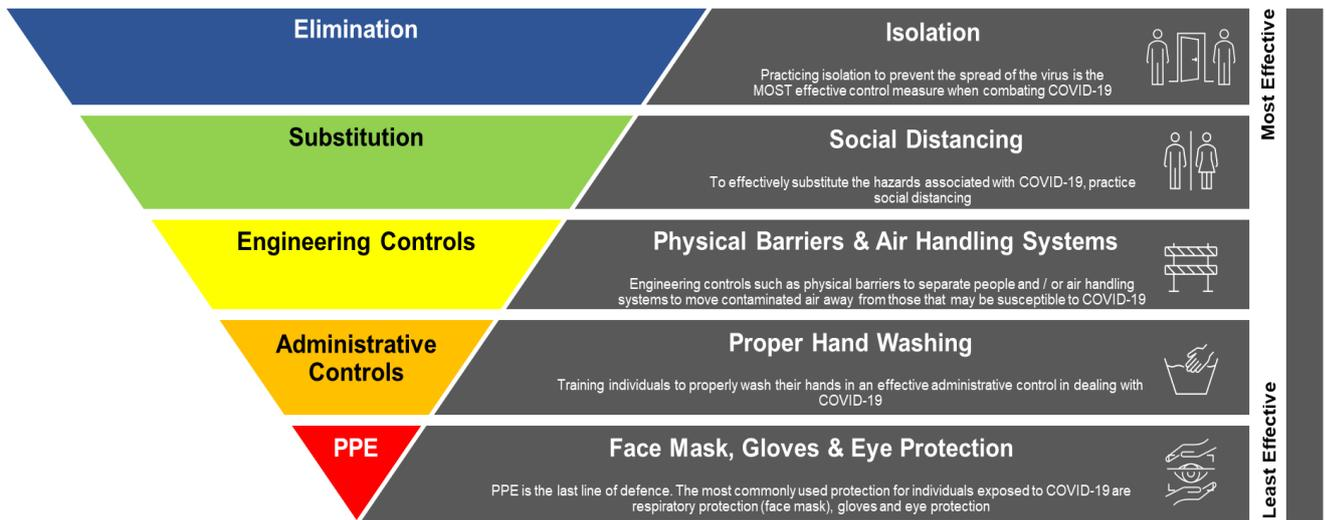 Elimination
Isolation
Practicing isolation to prevent the spread of the virus is the
MOST effective control measure when combating COVID-19
Substitution
Social Distancing
To effectively substitute the hazards associated with COVID-19, practice
social distancing
Engineering Controls
Physical Barriers & Air Handling Systems
Engineering controls such as physical barriers to separate people and / or air handling
systems to move contaminated air away from those that may be susceptible to COVID-19
Administrative
Controls
Proper Hand Washing
Training individuals to properly wash their hands in an effective administrative control in dealing with
COVID-19
PPE
Face Mask, Gloves & Eye Protection
PPE is the last line of defence. The most commonly used protection for individuals exposed to COVID-19 are
respiratory protection (face mask), gloves and eye protection
Most Effective
Least Effective